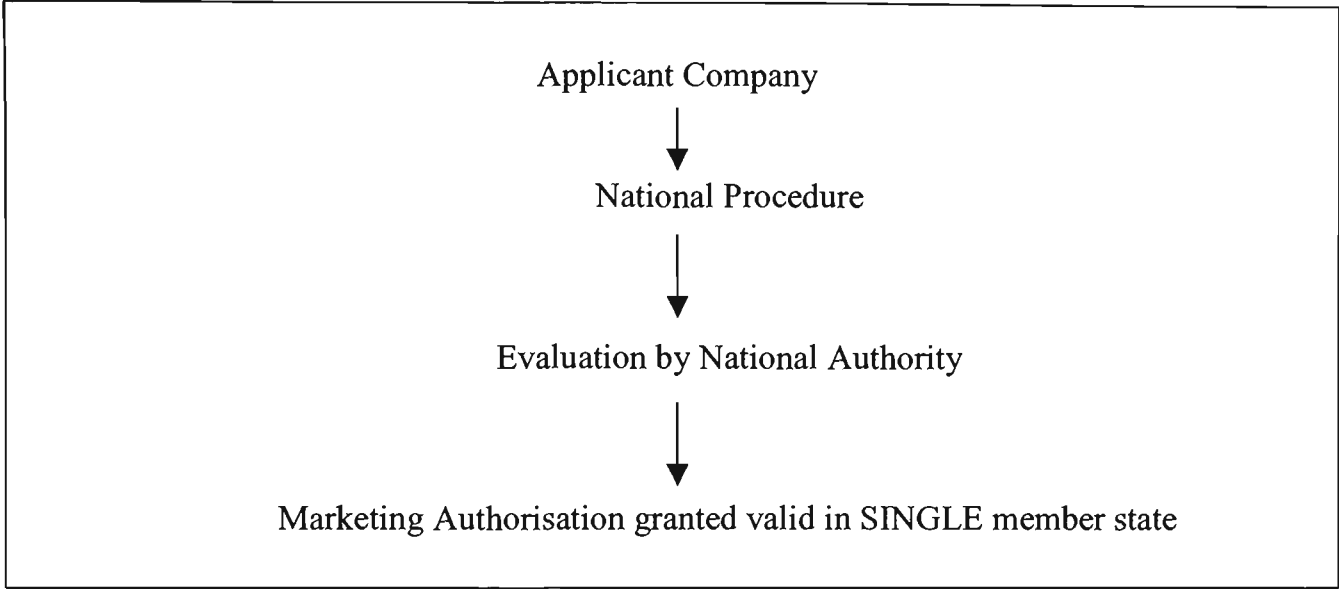 Applicant Company
National Procedure
Evaluation by National Authority
Marketing Authorisation granted valid in SINGLE member state